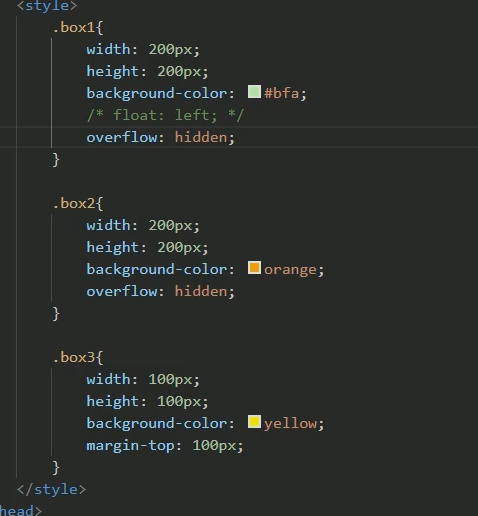 <style>
.box1{
width: 200px;
height: 200px;
background-color: #bfa;
/* float: left; */
overflow: hidden;
}
.box2{
width: 200px;
height: 200px;
background-color: orange;
overflow: hidden;
}
.box3{
width: 100px;
height: 100px;
background-color: yellow;
margin-top: 100px;
}
</style>
head>